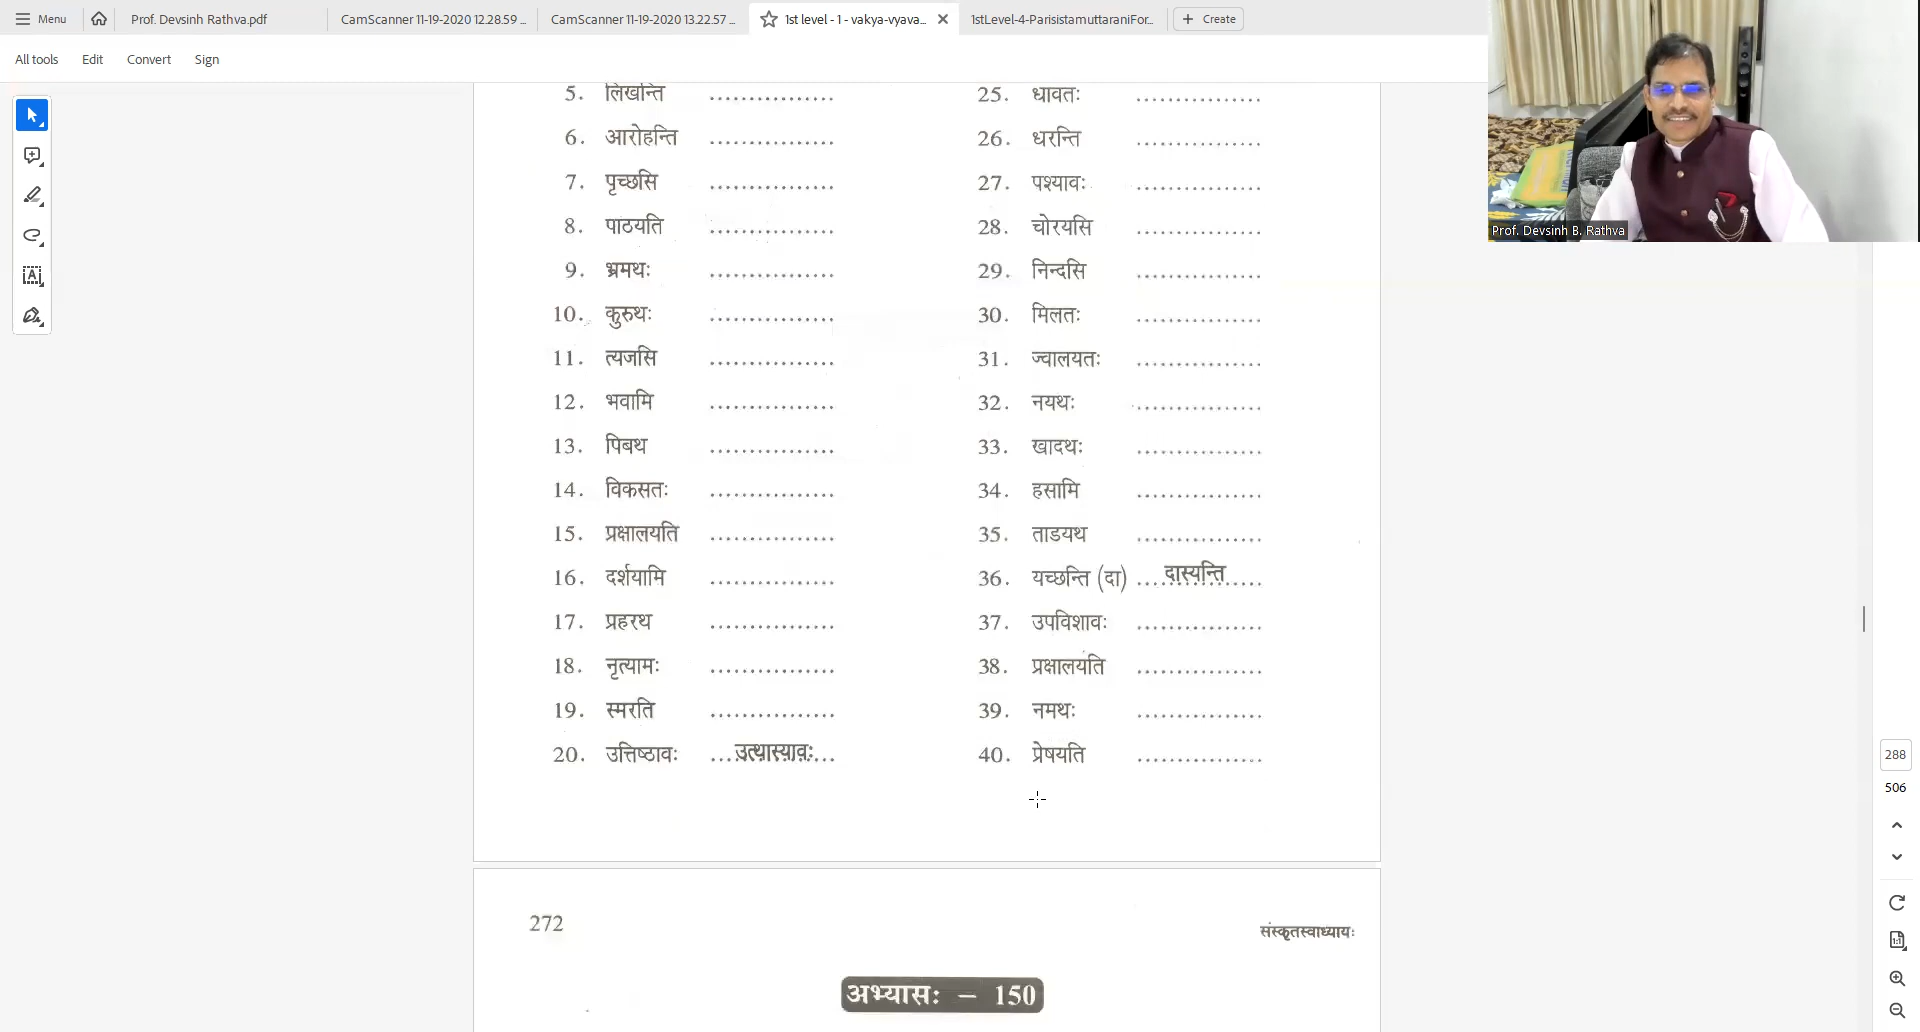 Menu
Prof. Devsinh Rathva.pdf
CamScanner 11-19-2020 12.28.59 ...
CamScanner 11-19-2020 13.22.57 ...
1st level - 1 - vakya-vyava...
1stLevel-4-ParisistamuttaraniFor...
Create
All tools Edit Convert Sign
Prof. Devsinh B. Rathva
5. लिखन्ति ................
6. आरोहन्ति ................
7. पृच्छसि ................
8. पाठयति ................
9. भ्रमथः ................
10. कुरुथः ................
11. त्यजसि ................
12. भवामि ................
13. पिबथ ................
14. विकसतः ................
15. प्रक्षालयति ................
16. दर्शयामि ................
17. प्रहरथ ................
18. नृत्यामः ................
19. स्मरति ................
20. उत्तिष्ठावः ...उत्थास्यावः...
25. धावतः ................
26. धरन्ति ................
27. पश्यावः ................
28. चोरयसि ................
29. निन्दसि ................
30. मिलतः ................
31. ज्वालयतः ................
32. नयथः ................
33. खादथः ................
34. हसामि ................
35. ताडयथ ................
36. यच्छन्ति (दा) ...दास्यन्ति...
37. उपविशावः ................
38. प्रक्षालयति ................
39. नमथः ................
40. प्रेषयति ................
272
संस्कृतस्वाध्यायः
अभ्यासः – 150
288
506